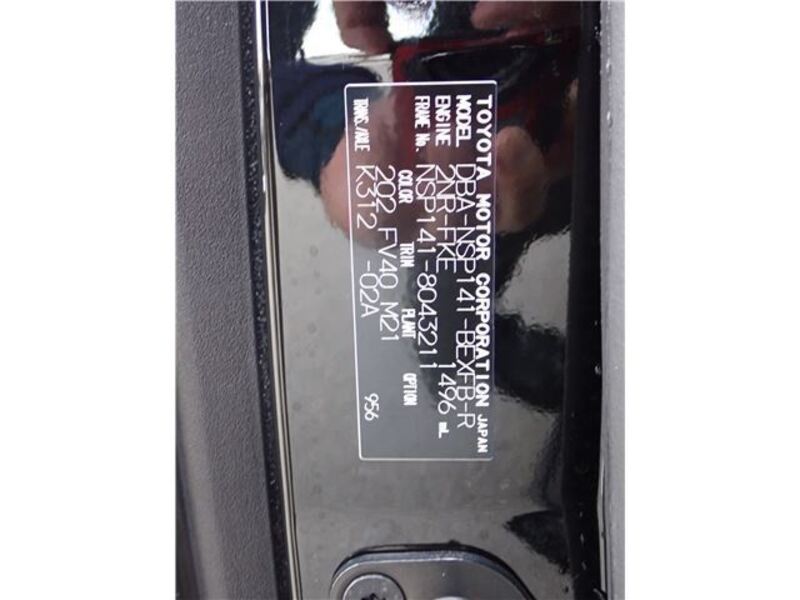 TOYOTA MOTOR CORPORATION JAPAN
MODEL DBA-NSP141-BEXFB-R
ENGINE 2NR-FKE 1496 mL
FRAME No. NSP141-8043211
COLOR TRIM PLANT OPTION
202 FV40 M21
TRANS./AXLE K312 -02A 956